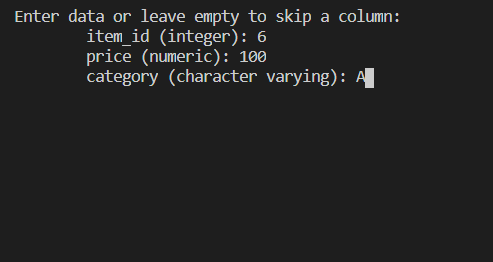 Enter data or leave empty to skip a column:
item_id (integer): 6
price (numeric): 100
category (character varying): A